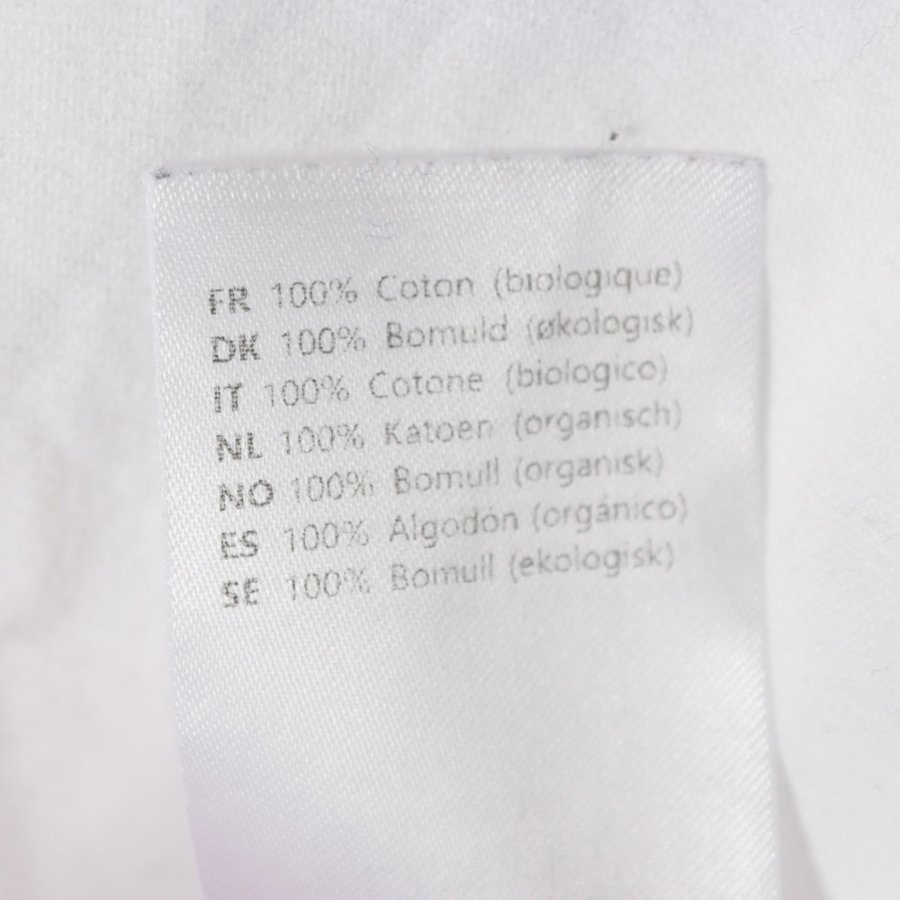 FR 100% Coton (biologique)
DK 100% Bomuld (økologisk)
IT 100% Cotone (biologico)
NL 100% Katoen (organisch)
NO 100% Bomull (organisk)
ES 100% Algodón (orgánico)
SE 100% Bomull (ekologisk)